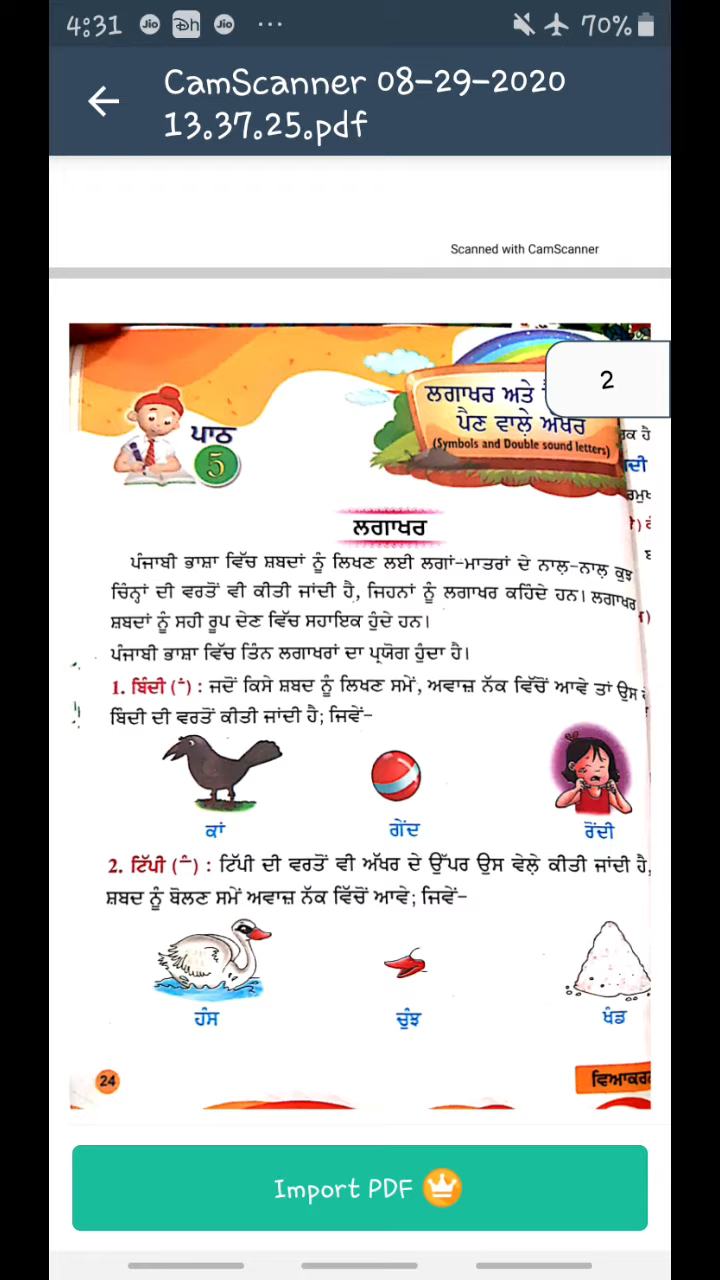 4:31 Jio Dh Jio ... 70%
CamScanner 08-29-2020
13.37.25.pdf
Scanned with CamScanner
2
ਲਗਾਖਰ ਅਤੇ
ਪੈਣ ਵਾਲੇ ਅੱਖਰ
(Symbols and Double sound letters)
ਪਾਠ
5
ਲਗਾਖਰ
ਪੰਜਾਬੀ ਭਾਸ਼ਾ ਵਿੱਚ ਸ਼ਬਦਾਂ ਨੂੰ ਲਿਖਣ ਲਈ ਲਗਾਂ-ਮਾਤਰਾਂ ਦੇ ਨਾਲ਼-ਨਾਲ਼ ਕੁਝ
ਚਿੰਨ੍ਹਾਂ ਦੀ ਵਰਤੋਂ ਵੀ ਕੀਤੀ ਜਾਂਦੀ ਹੈ, ਜਿਹਨਾਂ ਨੂੰ ਲਗਾਖਰ ਕਹਿੰਦੇ ਹਨ। ਲਗਾਖਰ
ਸ਼ਬਦਾਂ ਨੂੰ ਸਹੀ ਰੂਪ ਦੇਣ ਵਿੱਚ ਸਹਾਇਕ ਹੁੰਦੇ ਹਨ।
ਪੰਜਾਬੀ ਭਾਸ਼ਾ ਵਿੱਚ ਤਿੰਨ ਲਗਾਖਰਾਂ ਦਾ ਪ੍ਰਯੋਗ ਹੁੰਦਾ ਹੈ।
1. ਬਿੰਦੀ (ਂ) : ਜਦੋਂ ਕਿਸੇ ਸ਼ਬਦ ਨੂੰ ਲਿਖਣ ਸਮੇਂ, ਅਵਾਜ਼ ਨੱਕ ਵਿੱਚੋਂ ਆਵੇ ਤਾਂ ਉਸ
ਬਿੰਦੀ ਦੀ ਵਰਤੋਂ ਕੀਤੀ ਜਾਂਦੀ ਹੈ; ਜਿਵੇਂ-
ਕਾਂ ਗੇਂਦ ਰੋਂਦੀ
2. ਟਿੱਪੀ (ੰ) : ਟਿੱਪੀ ਦੀ ਵਰਤੋਂ ਵੀ ਅੱਖਰ ਦੇ ਉੱਪਰ ਉਸ ਵੇਲ਼ੇ ਕੀਤੀ ਜਾਂਦੀ ਹੈ,
ਸ਼ਬਦ ਨੂੰ ਬੋਲਣ ਸਮੇਂ ਅਵਾਜ਼ ਨੱਕ ਵਿੱਚੋਂ ਆਵੇ; ਜਿਵੇਂ-
ਹੰਸ ਚੁੰਝ ਖੰਡ
24
Import PDF